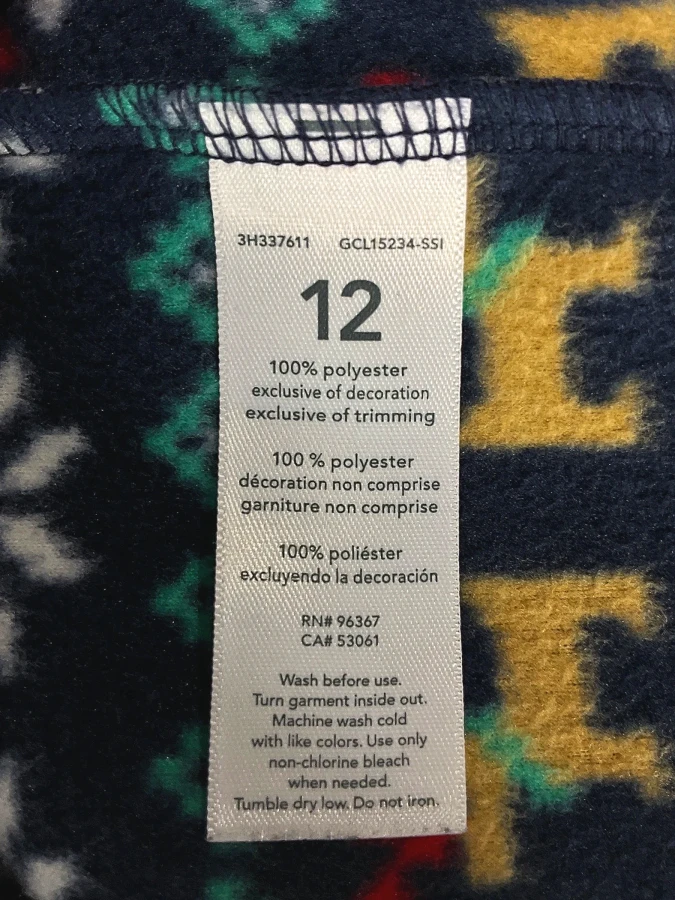 3H337611 GCL15234-SSI
12
100% polyester
exclusive of decoration
exclusive of trimming
100 % polyester
décoration non comprise
garniture non comprise
100% poliéster
excluyendo la decoración
RN# 96367
CA# 53061
Wash before use.
Turn garment inside out.
Machine wash cold
with like colors. Use only
non-chlorine bleach
when needed.
Tumble dry low. Do not iron.